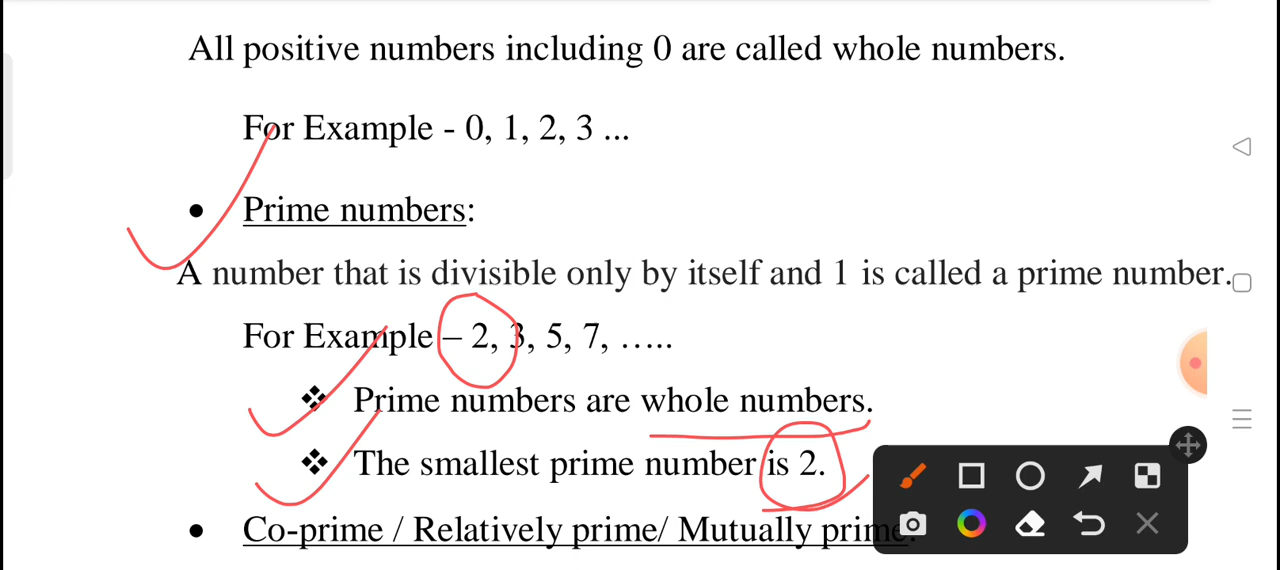 All positive numbers including 0 are called whole numbers.
For Example - 0, 1, 2, 3 ...
• Prime numbers:
A number that is divisible only by itself and 1 is called a prime number.
For Example – 2, 3, 5, 7, …..
❖ Prime numbers are whole numbers.
❖ The smallest prime number is 2.
• Co-prime / Relatively prime/ Mutually prime: